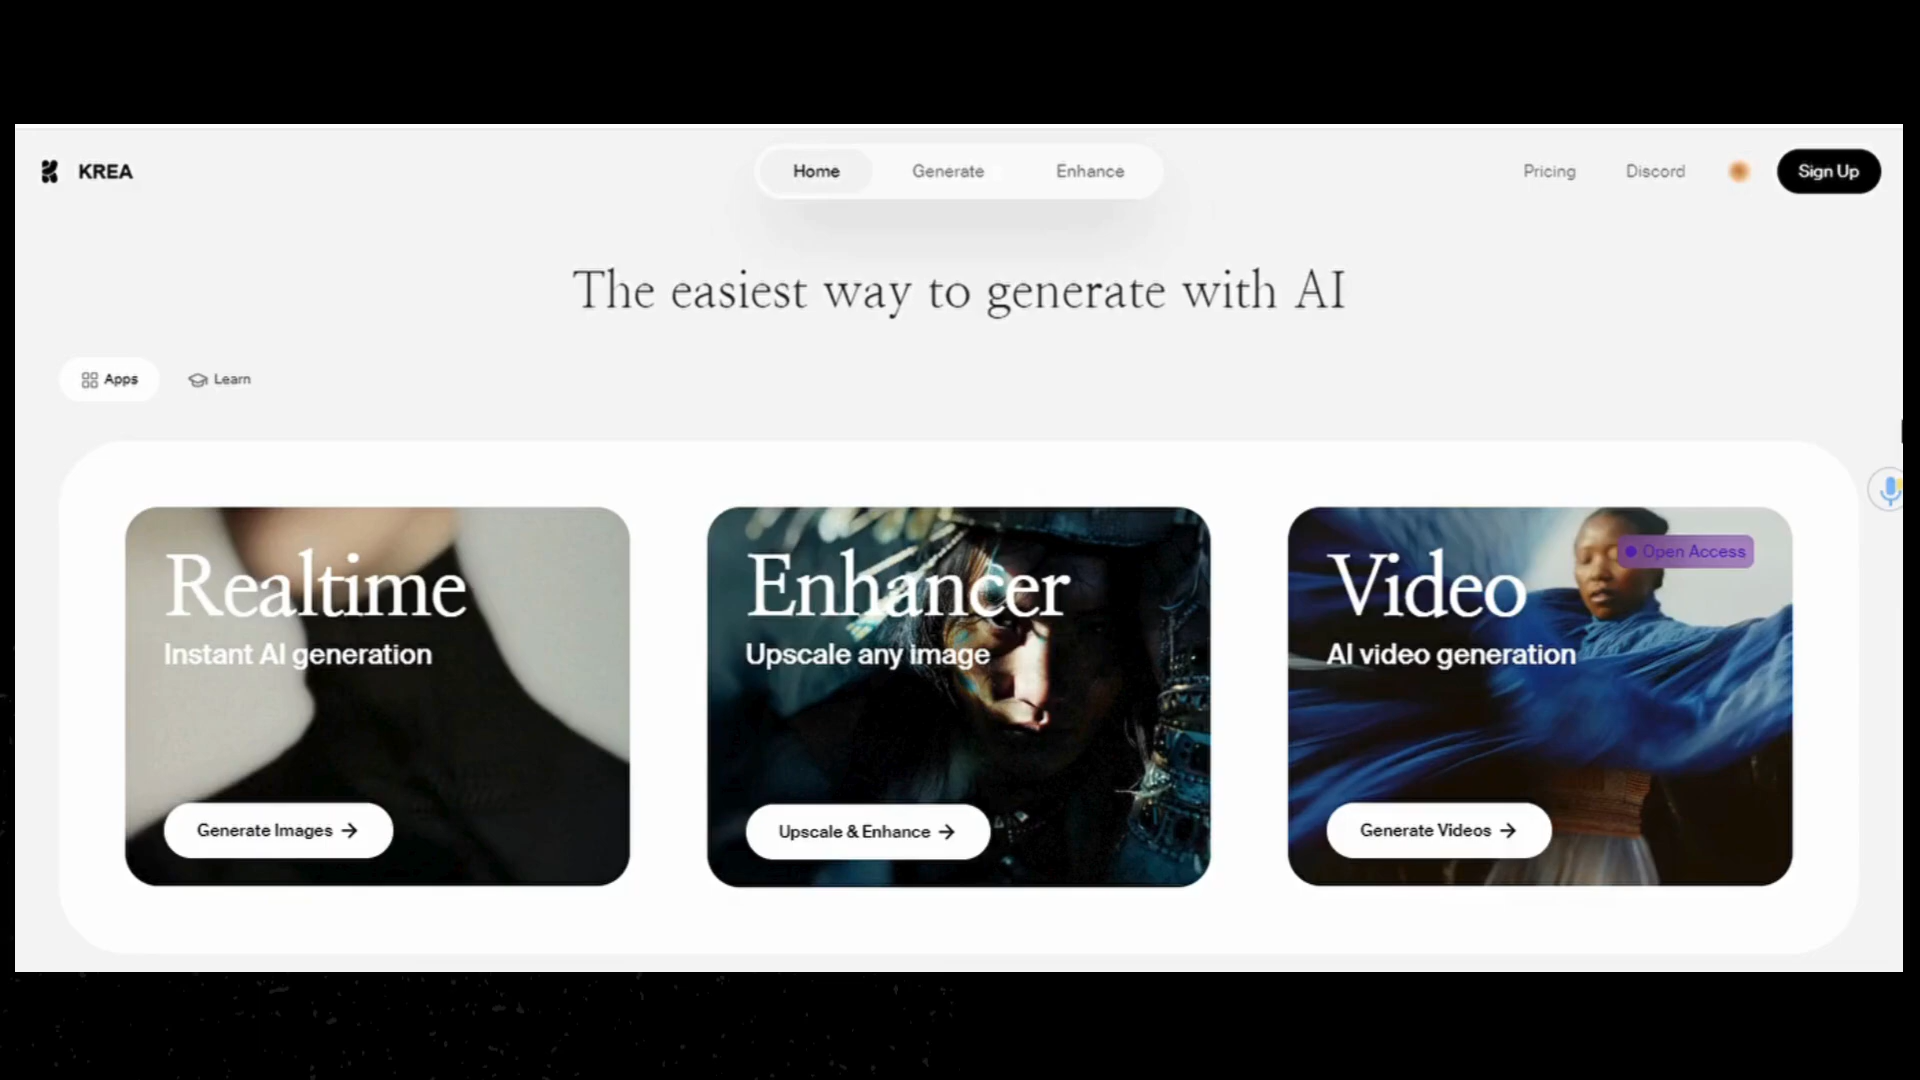 KREA
Home
Generate
Enhance
Pricing
Discord
Sign Up
The easiest way to generate with AI
Apps
Learn
Realtime
Instant AI generation
Generate Images →
Enhancer
Upscale any image
Upscale & Enhance →
Open Access
Video
AI video generation
Generate Videos →